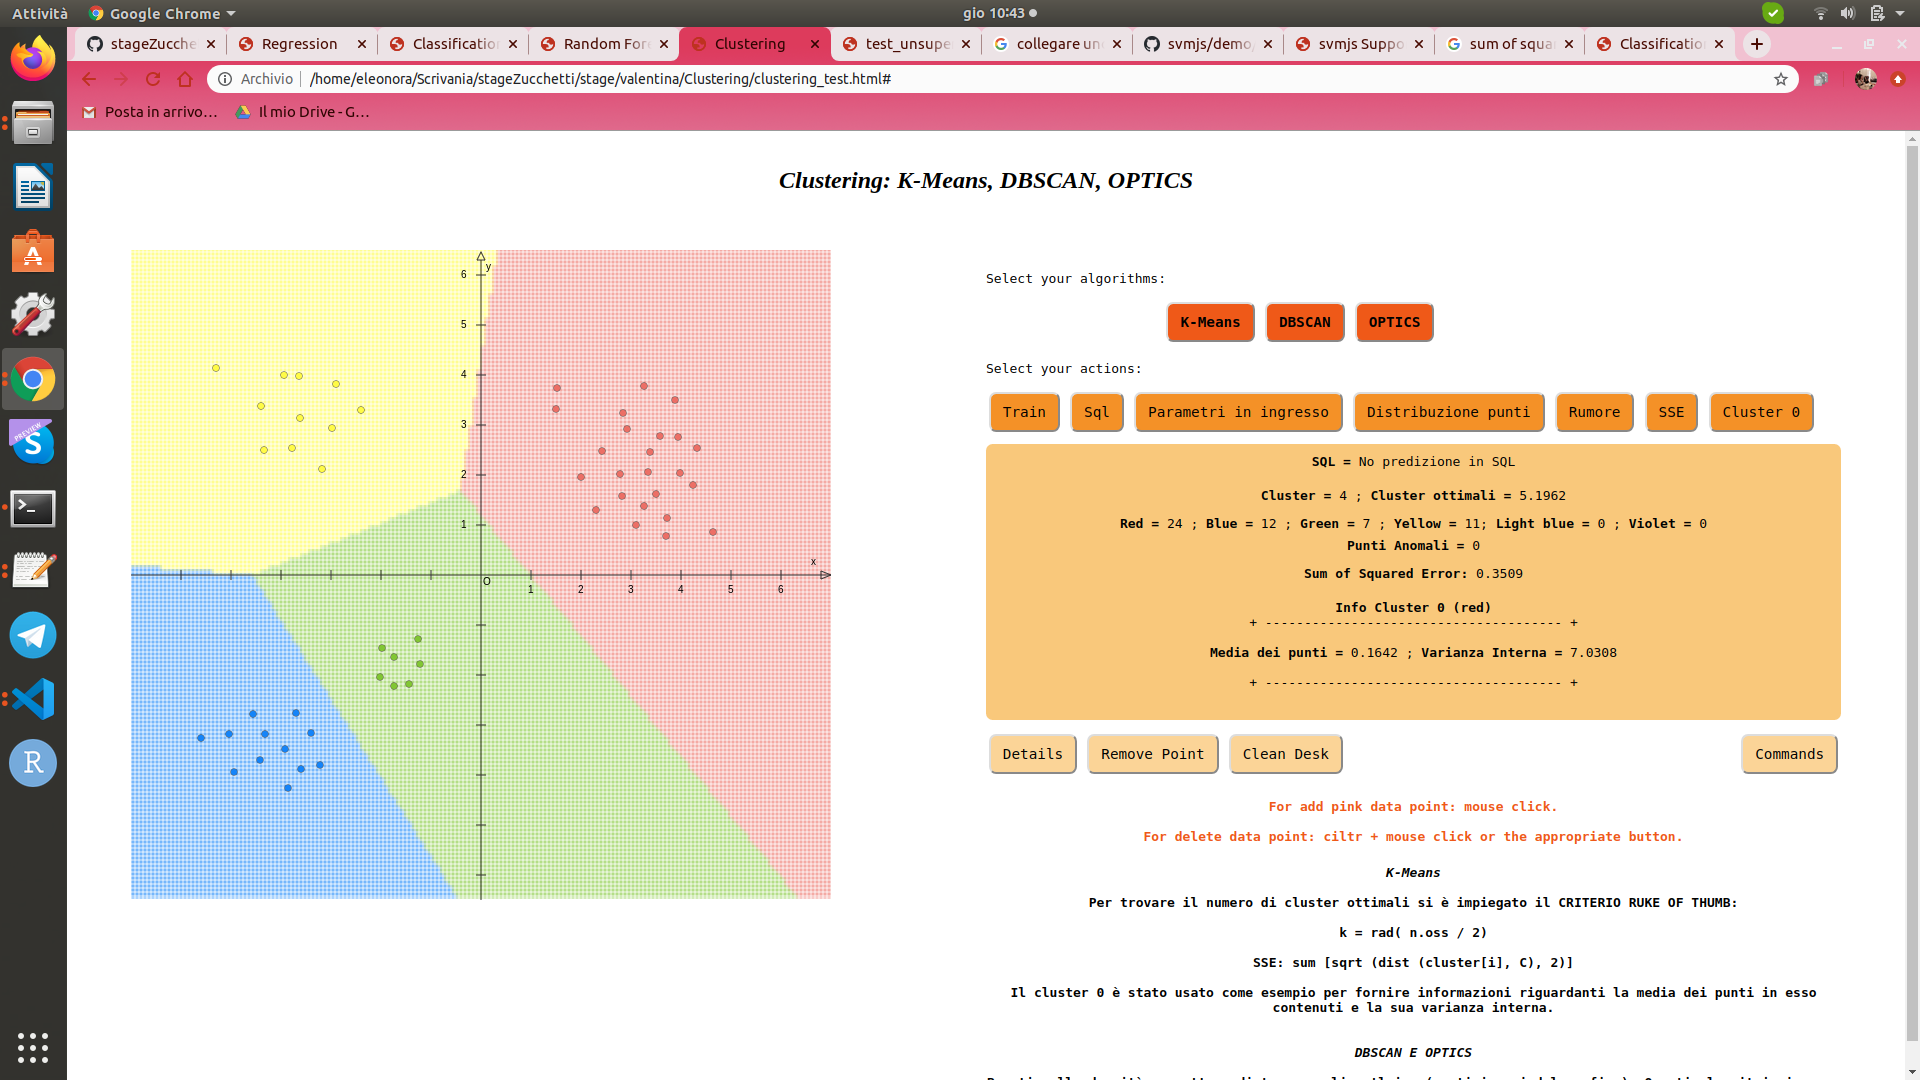 Attività
Google Chrome
gio 10:43
stageZucche
Regression
Classificatio
Random For
Clustering
test_unsupe
collegare un
svmjs/demo
svmjs Suppo
sum of squa
Classificatio
Archivio
/home/eleonora/Scrivania/stageZucchetti/stage/valentina/Clustering/clustering_test.html#
Posta in arrivo...
Il mio Drive - G...
Clustering: K-Means, DBSCAN, OPTICS
y
6
5
4
3
2
1
x
O
1 2 3 4 5 6
Select your algorithms:
K-Means DBSCAN OPTICS
Select your actions:
Train Sql Parametri in ingresso Distribuzione punti Rumore SSE Cluster 0
SQL = No predizione in SQL
Cluster = 4 ; Cluster ottimali = 5.1962
Red = 24 ; Blue = 12 ; Green = 7 ; Yellow = 11; Light blue = 0 ; Violet = 0
Punti Anomali = 0
Sum of Squared Error: 0.3509
Info Cluster 0 (red)
+ -------------------------------------- +
Media dei punti = 0.1642 ; Varianza Interna = 7.0308
+ -------------------------------------- +
Details Remove Point Clean Desk Commands
For add pink data point: mouse click.
For delete data point: ciltr + mouse click or the appropriate button.
K-Means
Per trovare il numero di cluster ottimali si è impiegato il CRITERIO RUKE OF THUMB:
k = rad( n.oss / 2)
SSE: sum [sqrt (dist (cluster[i], C), 2)]
Il cluster 0 è stato usato come esempio per fornire informazioni riguardanti la media dei punti in esso
contenuti e la sua varianza interna.
DBSCAN E OPTICS
PREVIEW
S
R